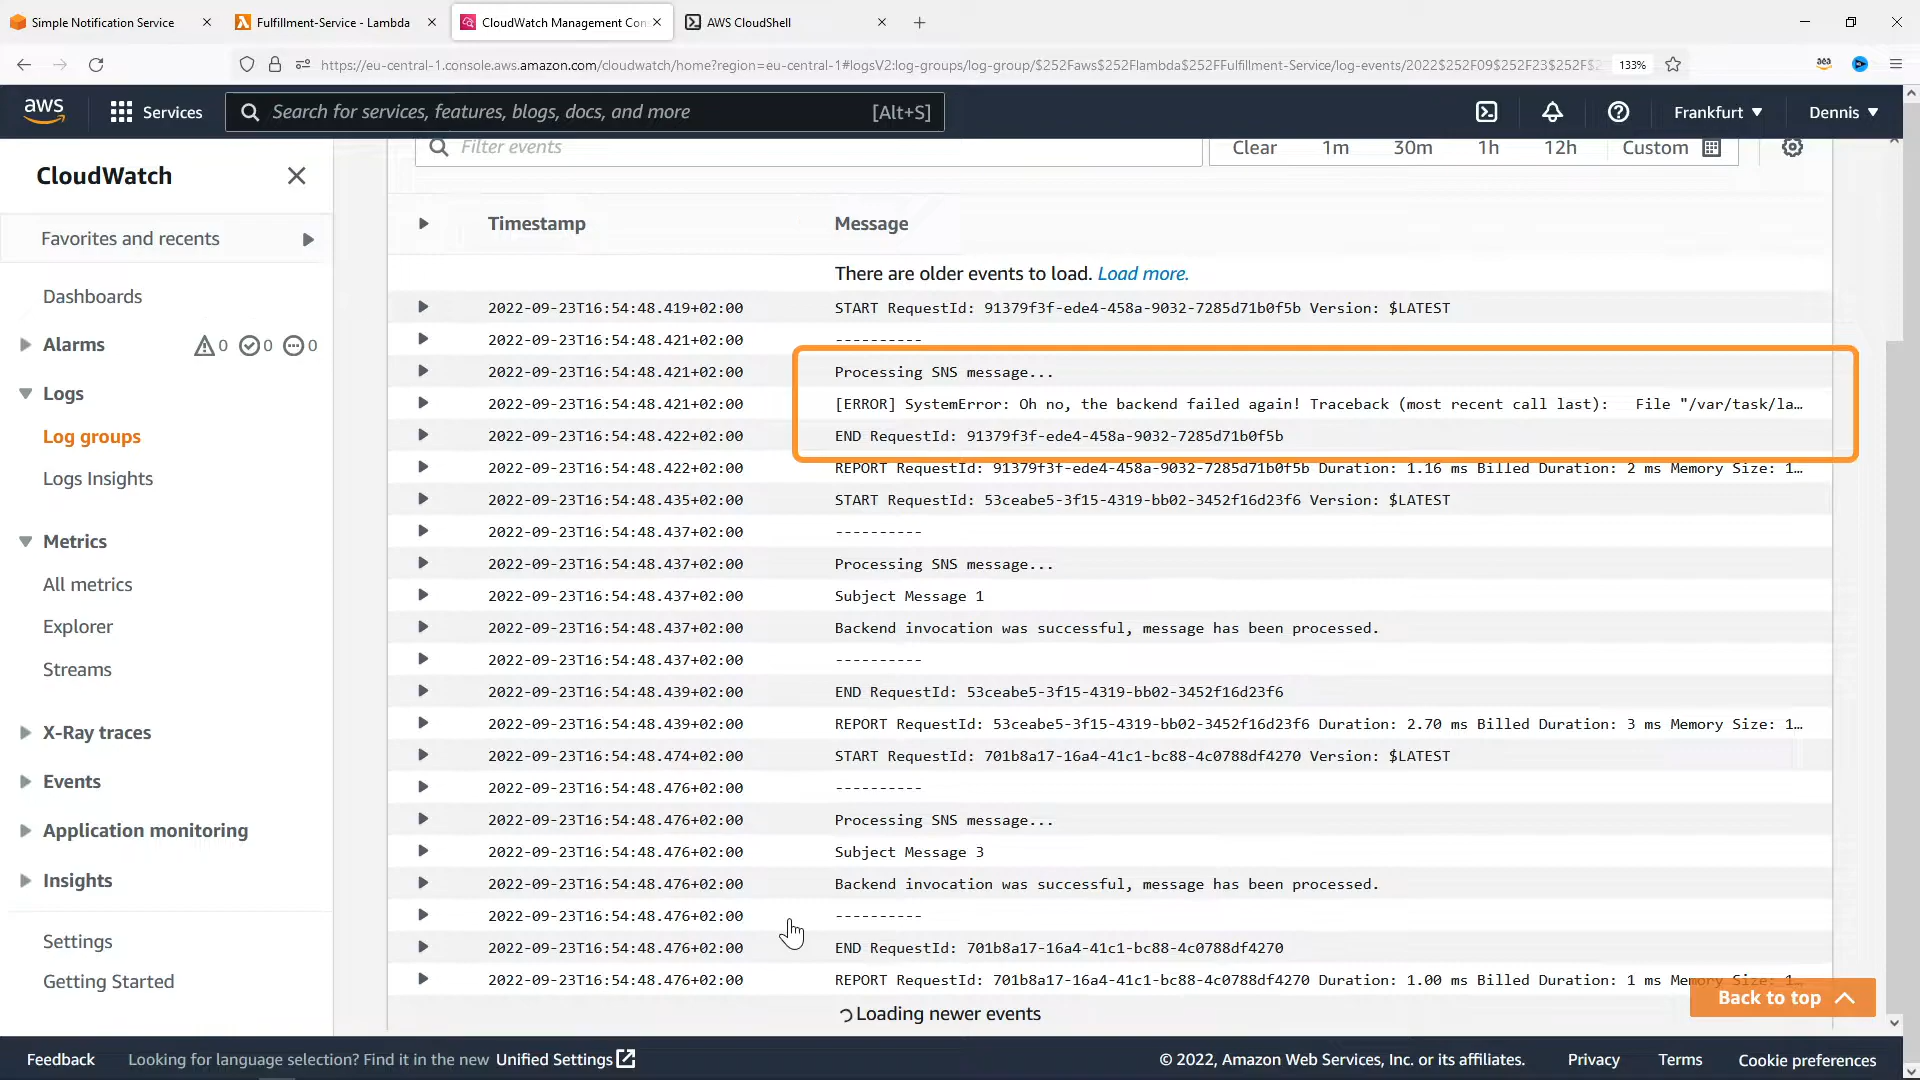 Simple Notification Service
Fulfillment-Service - Lambda
CloudWatch Management Con
AWS CloudShell
https://eu-central-1.console.aws.amazon.com/cloudwatch/home?region=eu-central-1#logsV2:log-groups/log-group/$252Faws$252Flambda$252FFulfillment-Service/log-events/2022$252F09$252F23$252F$2
133%
aws
Services
Search for services, features, blogs, docs, and more
[Alt+S]
Frankfurt
Dennis
CloudWatch
Favorites and recents
Dashboards
Alarms
0
0
0
Logs
Log groups
Logs Insights
Metrics
All metrics
Explorer
Streams
X-Ray traces
Events
Application monitoring
Insights
Settings
Getting Started
Filter events
Clear 1m 30m 1h 12h Custom
Timestamp Message
There are older events to load. Load more.
2022-09-23T16:54:48.419+02:00 START RequestId: 91379f3f-ede4-458a-9032-7285d71b0f5b Version: $LATEST
2022-09-23T16:54:48.421+02:00 ----------
2022-09-23T16:54:48.421+02:00 Processing SNS message...
2022-09-23T16:54:48.421+02:00 [ERROR] SystemError: Oh no, the backend failed again! Traceback (most recent call last): File "/var/task/la…
2022-09-23T16:54:48.422+02:00 END RequestId: 91379f3f-ede4-458a-9032-7285d71b0f5b
2022-09-23T16:54:48.422+02:00 REPORT RequestId: 91379f3f-ede4-458a-9032-7285d71b0f5b Duration: 1.16 ms Billed Duration: 2 ms Memory Size: 1…
2022-09-23T16:54:48.435+02:00 START RequestId: 53ceabe5-3f15-4319-bb02-3452f16d23f6 Version: $LATEST
2022-09-23T16:54:48.437+02:00 ----------
2022-09-23T16:54:48.437+02:00 Processing SNS message...
2022-09-23T16:54:48.437+02:00 Subject Message 1
2022-09-23T16:54:48.437+02:00 Backend invocation was successful, message has been processed.
2022-09-23T16:54:48.437+02:00 ----------
2022-09-23T16:54:48.439+02:00 END RequestId: 53ceabe5-3f15-4319-bb02-3452f16d23f6
2022-09-23T16:54:48.439+02:00 REPORT RequestId: 53ceabe5-3f15-4319-bb02-3452f16d23f6 Duration: 2.70 ms Billed Duration: 3 ms Memory Size: 1…
2022-09-23T16:54:48.474+02:00 START RequestId: 701b8a17-16a4-41c1-bc88-4c0788df4270 Version: $LATEST
2022-09-23T16:54:48.476+02:00 ----------
2022-09-23T16:54:48.476+02:00 Processing SNS message...
2022-09-23T16:54:48.476+02:00 Subject Message 3
2022-09-23T16:54:48.476+02:00 Backend invocation was successful, message has been processed.
2022-09-23T16:54:48.476+02:00 ----------
2022-09-23T16:54:48.476+02:00 END RequestId: 701b8a17-16a4-41c1-bc88-4c0788df4270
2022-09-23T16:54:48.476+02:00 REPORT RequestId: 701b8a17-16a4-41c1-bc88-4c0788df4270 Duration: 1.00 ms Billed Duration: 1 ms Memory Size: 1…
Back to top
Loading newer events
Feedback Looking for language selection? Find it in the new Unified Settings © 2022, Amazon Web Services, Inc. or its affiliates. Privacy Terms Cookie preferences